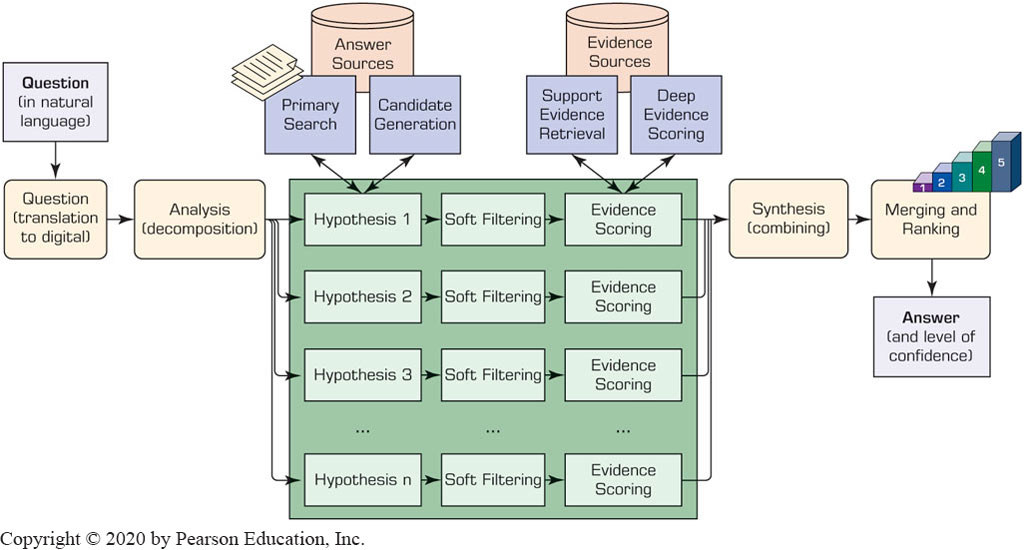 Answer
Sources
Evidence
Sources
Question
(in natural
language)
Primary
Search
Candidate
Generation
Support
Evidence
Retrieval
Deep
Evidence
Scoring
1
2
3
4
5
Question
(translation
to digital)
Analysis
(decomposition)
Hypothesis 1
Soft Filtering
Evidence
Scoring
Synthesis
(combining)
Merging and
Ranking
Hypothesis 2
Soft Filtering
Evidence
Scoring
Answer
(and level of
confidence)
Hypothesis 3
Soft Filtering
Evidence
Scoring
...
...
...
Hypothesis n
Soft Filtering
Evidence
Scoring
Copyright © 2020 by Pearson Education, Inc.